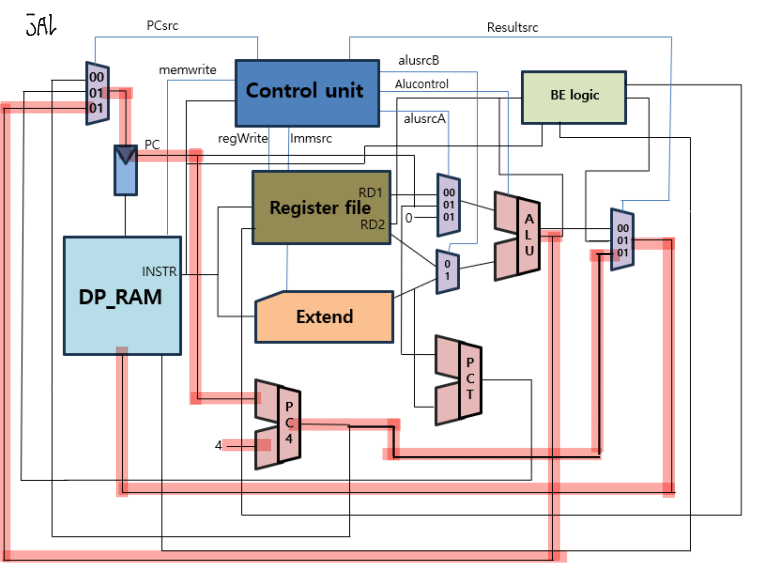 JAL
PCsrc
Resultsrc
alusrcB
memwrite
Alucontrol
00
01
01
Control unit
BE logic
alusrcA
regWrite
Immsrc
PC
RD1
Register file
RD2
00
01
01
0
ALU
00
01
01
INSTR
0
1
DP_RAM
Extend
PCT
PC4
4